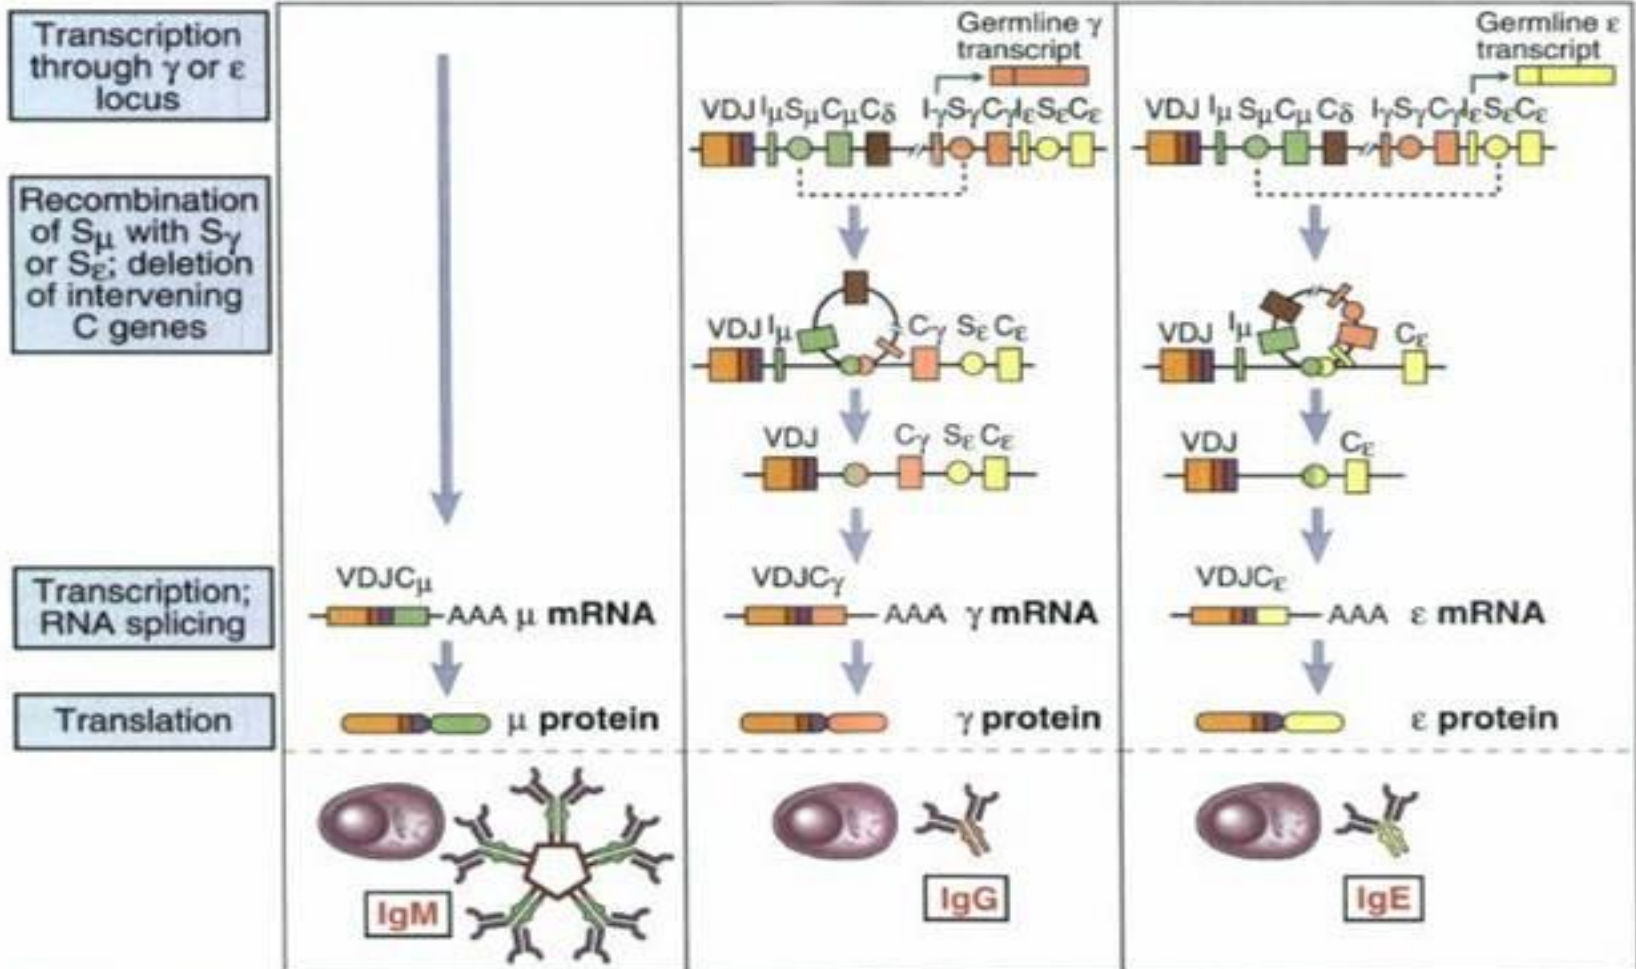 Transcription
through γ or ε
locus
Recombination
of Sμ with Sγ
or Sε; deletion
of intervening
C genes
Transcription;
RNA splicing
Translation
VDJCμ
AAA μ mRNA
μ protein
IgM
Germline γ
transcript
VDJ Iμ Sμ Cμ Cδ Iγ Sγ Cγ Iε Sε Cε
VDJ Iμ Cγ Sε Cε
VDJ Cγ Sε Cε
VDJCγ
AAA γ mRNA
γ protein
IgG
Germline ε
transcript
VDJ Iμ Sμ Cμ Cδ Iγ Sγ Cγ Iε Sε Cε
VDJ Iμ Cε
VDJ Cε
VDJCε
AAA ε mRNA
ε protein
IgE